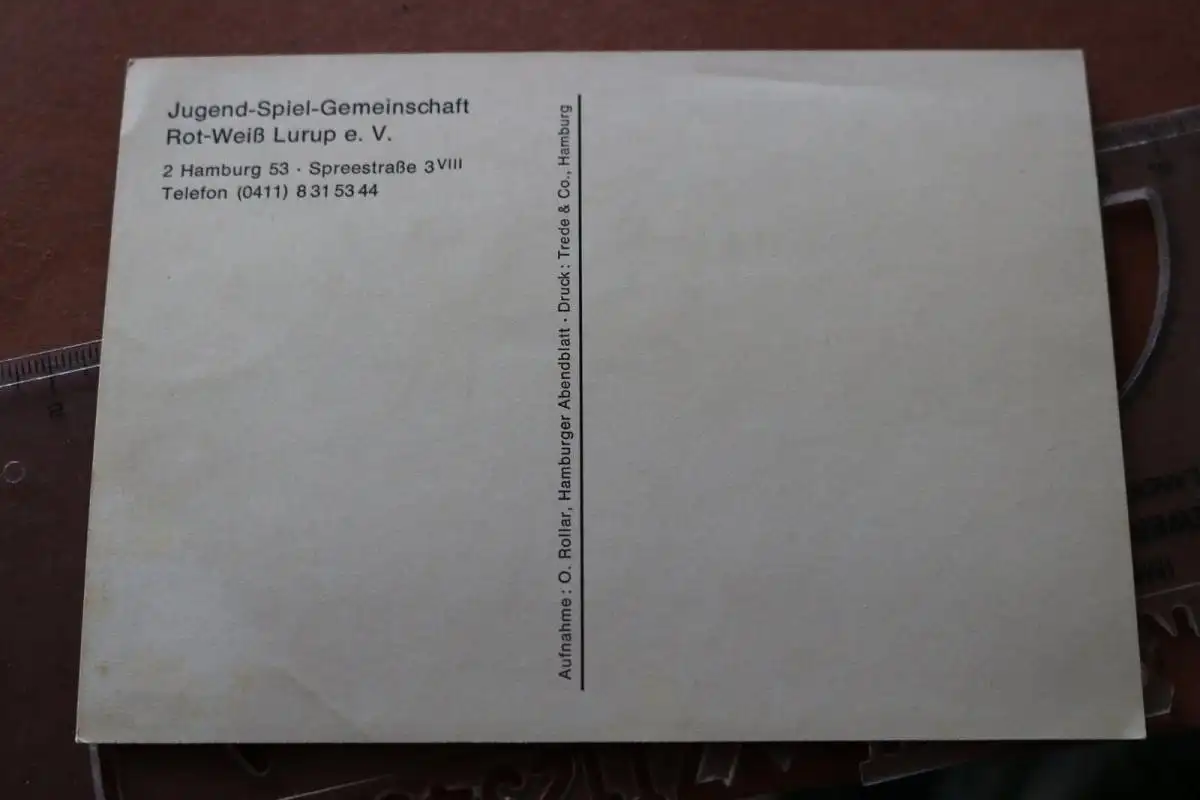 Jugend-Spiel-Gemeinschaft
Rot-Weiß Lurup e. V.
2 Hamburg 53 · Spreestraße 3VIII
Telefon (0411) 8 31 53 44
Aufnahme: O. Rollar, Hamburger Abendblatt · Druck: Trede & Co., Hamburg